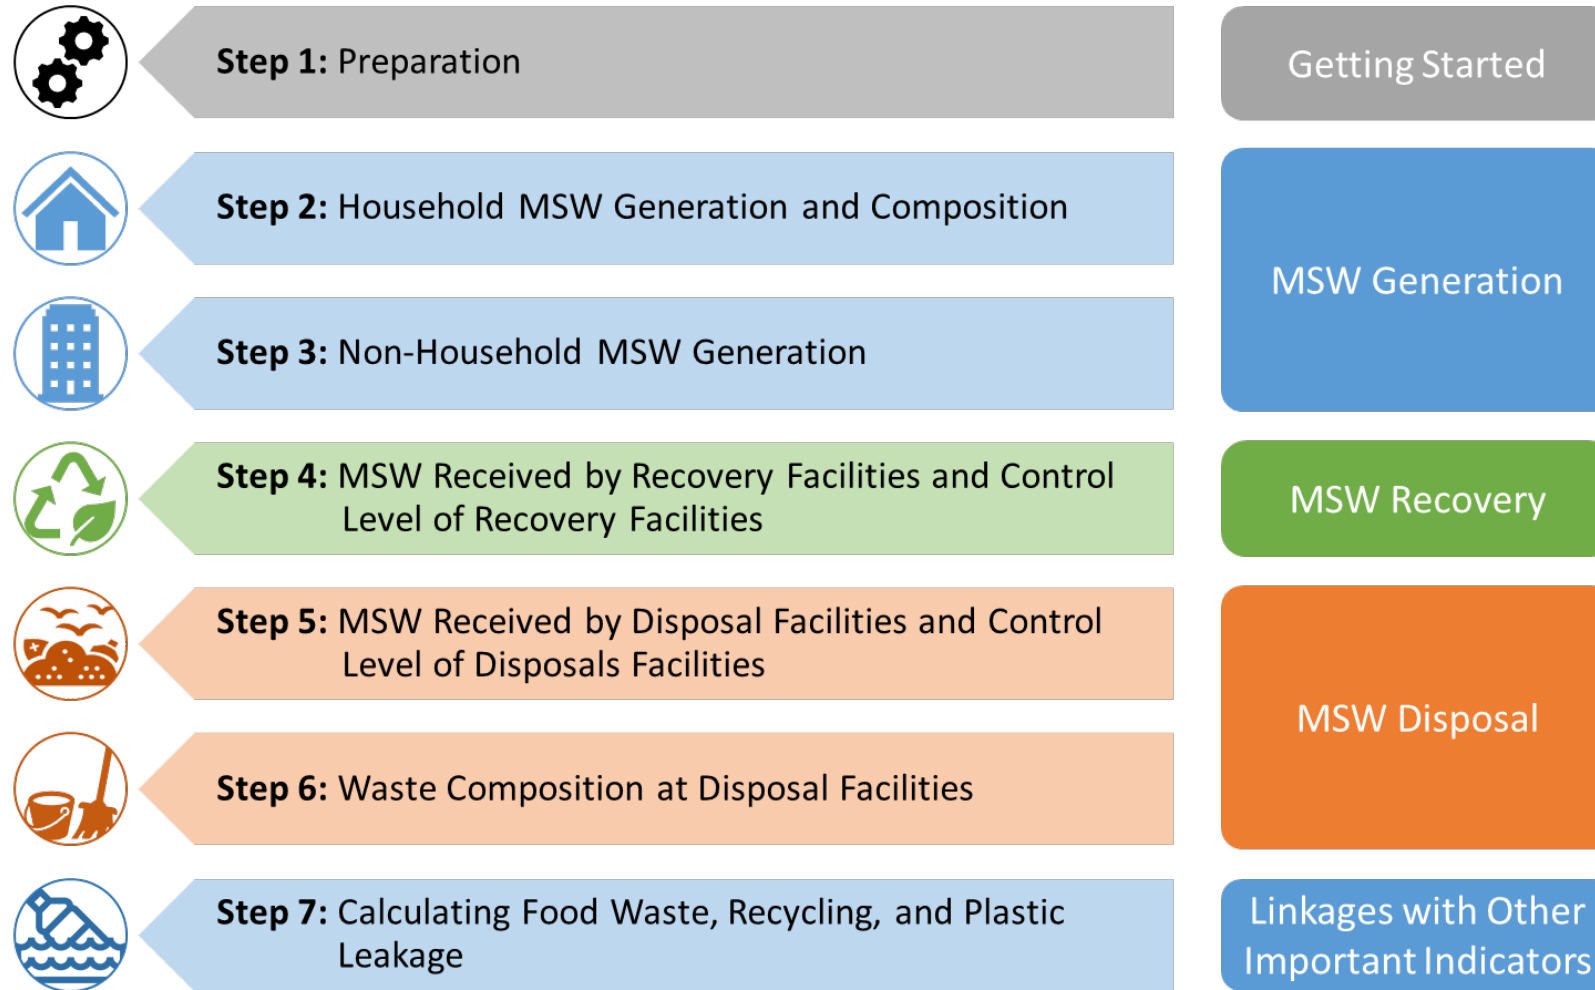 Step 1: Preparation
Getting Started
Step 2: Household MSW Generation and Composition
MSW Generation
Step 3: Non-Household MSW Generation
Step 4: MSW Received by Recovery Facilities and Control
Level of Recovery Facilities
MSW Recovery
Step 5: MSW Received by Disposal Facilities and Control
Level of Disposals Facilities
MSW Disposal
Step 6: Waste Composition at Disposal Facilities
Step 7: Calculating Food Waste, Recycling, and Plastic
Leakage
Linkages with Other
Important Indicators